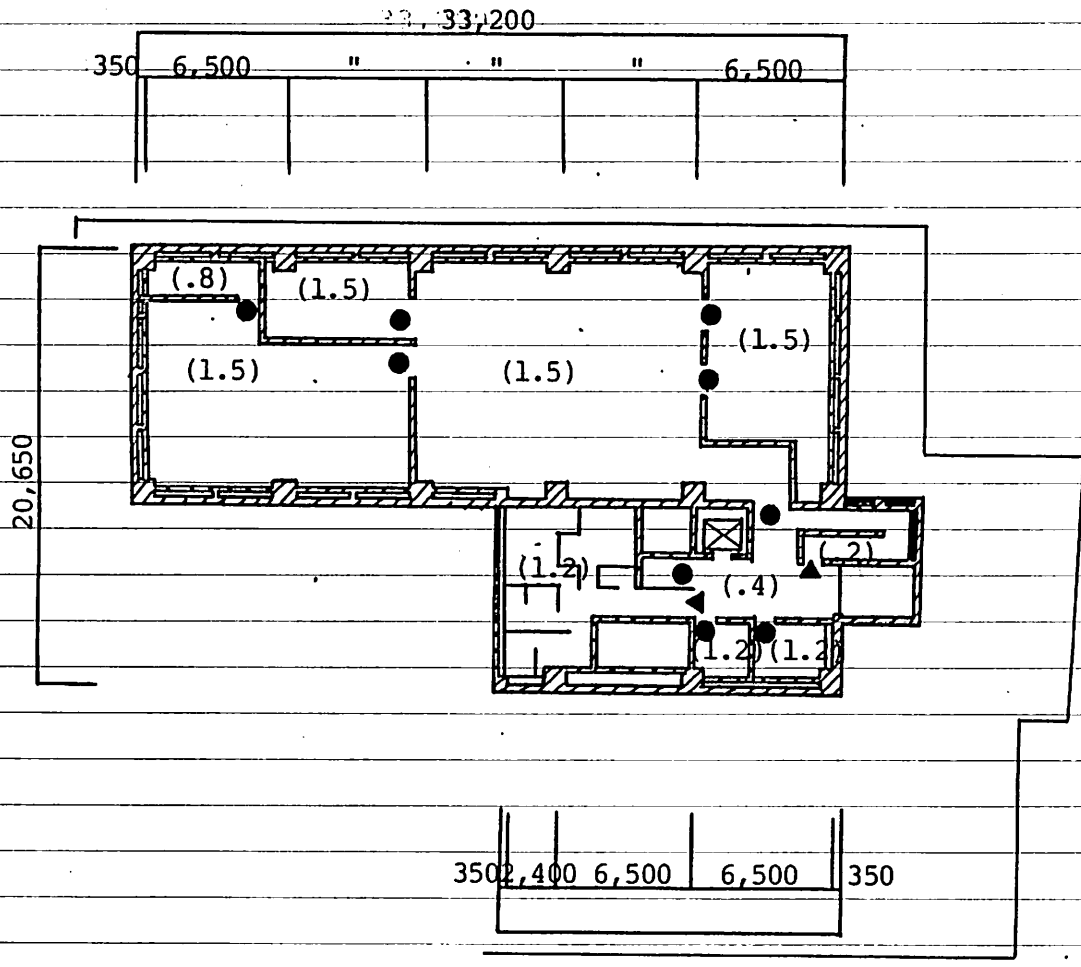 33,200
350 6,500 " " " 6,500
(.8) (1.5)
(1.5) (1.5) (1.5)
20,650
(1.2) (.4) (.2)
(1.2) (1.2)
350 2,400 6,500 6,500 350